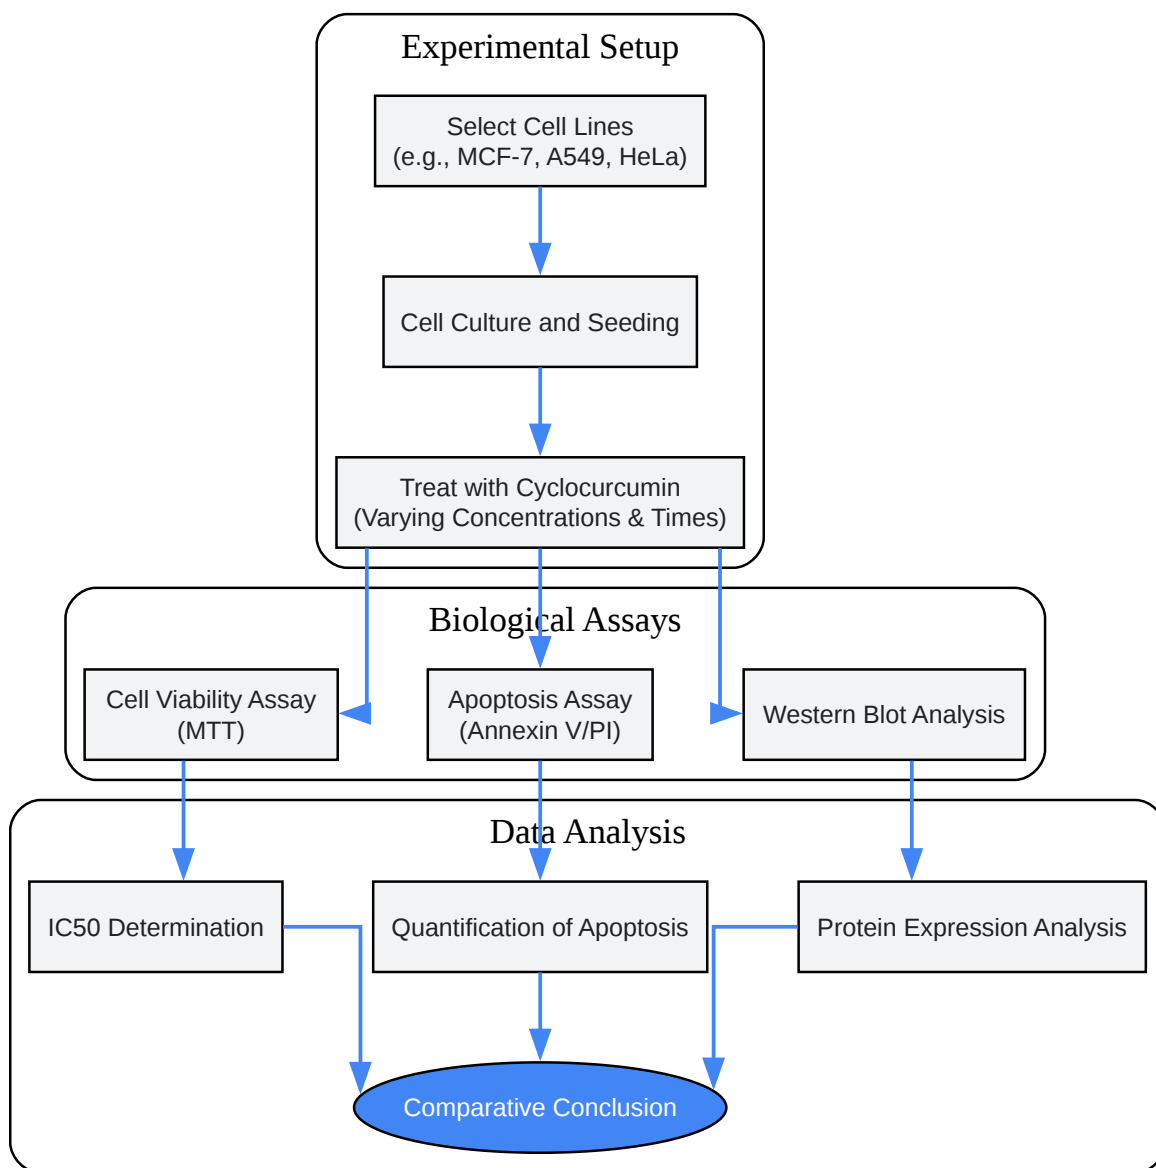 Experimental Setup
Select Cell Lines
(e.g., MCF-7, A549, HeLa)
Cell Culture and Seeding
Treat with Cyclocurcumin
(Varying Concentrations & Times)
Biological Assays
Cell Viability Assay
(MTT)
Apoptosis Assay
(Annexin V/PI)
Western Blot Analysis
Data Analysis
IC50 Determination
Quantification of Apoptosis
Protein Expression Analysis
Comparative Conclusion